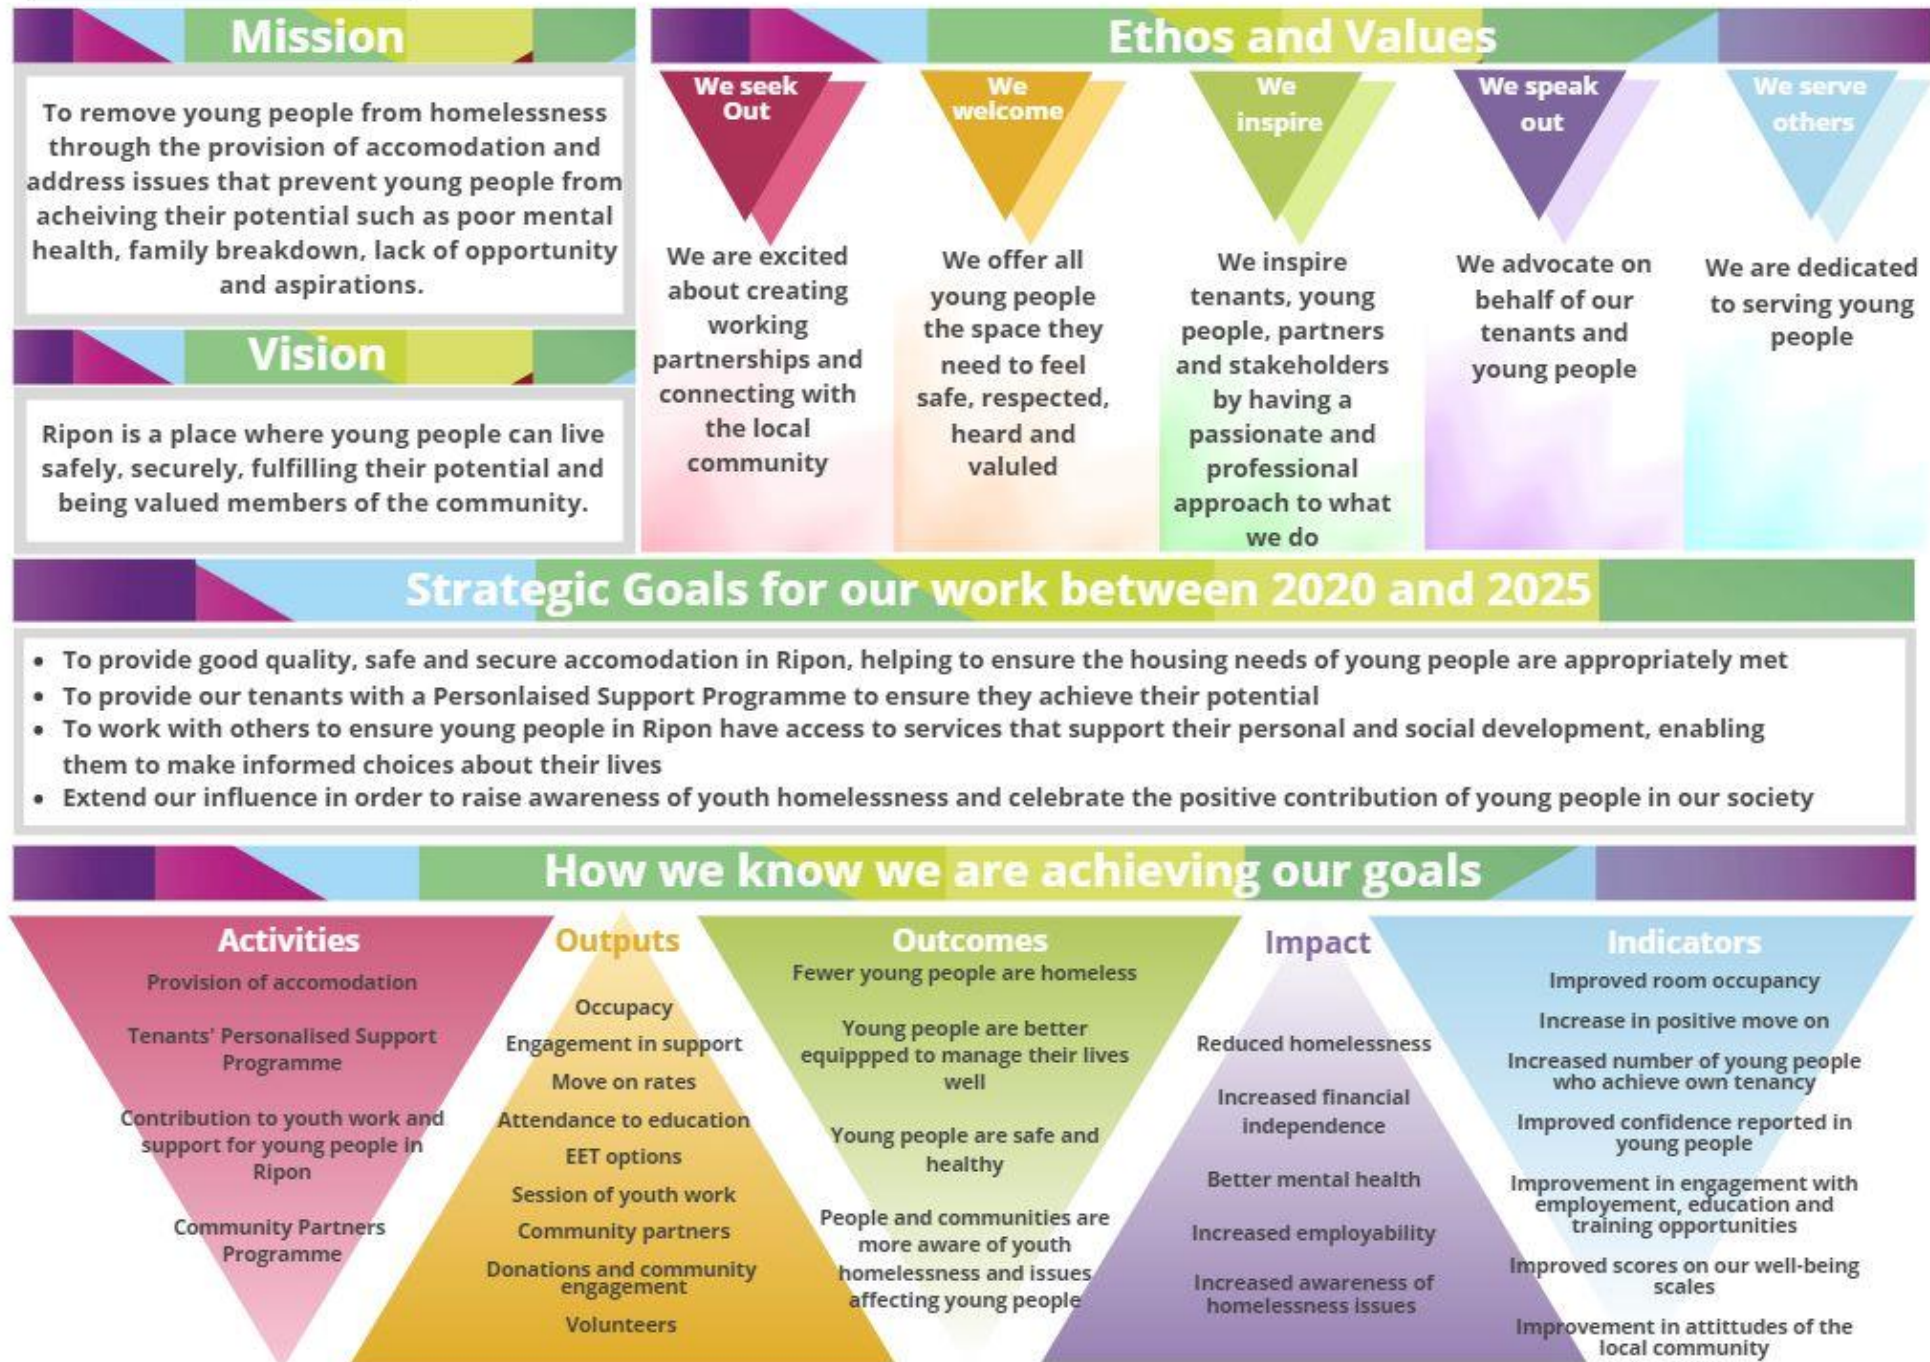 Mission
To remove young people from homelessness
through the provision of accomodation and
address issues that prevent young people from
acheiving their potential such as poor mental
health, family breakdown, lack of opportunity
and aspirations.
Vision
Ripon is a place where young people can live
safely, securely, fulfilling their potential and
being valued members of the community.
Ethos and Values
We seek
Out
We are excited
about creating
working
partnerships and
connecting with
the local
community
We
welcome
We offer all
young people
the space they
need to feel
safe, respected,
heard and
valuled
We
inspire
We inspire
tenants, young
people, partners
and stakeholders
by having a
passionate and
professional
approach to what
we do
We speak
out
We advocate on
behalf of our
tenants and
young people
We serve
others
We are dedicated
to serving young
people
Strategic Goals for our work between 2020 and 2025
• To provide good quality, safe and secure accomodation in Ripon, helping to ensure the housing needs of young people are appropriately met
• To provide our tenants with a Personlaised Support Programme to ensure they achieve their potential
• To work with others to ensure young people in Ripon have access to services that support their personal and social development, enabling
them to make informed choices about their lives
• Extend our influence in order to raise awareness of youth homelessness and celebrate the positive contribution of young people in our society
How we know we are achieving our goals
Activities
Provision of accomodation
Tenants' Personalised Support
Programme
Contribution to youth work and
support for young people in
Ripon
Community Partners
Programme
Outputs
Occupacy
Engagement in support
Move on rates
Attendance to education
EET options
Session of youth work
Community partners
Donations and community
engagement
Volunteers
Outcomes
Fewer young people are homeless
Young people are better
equippped to manage their lives
well
Young people are safe and
healthy
People and communities are
more aware of youth
homelessness and issues
affecting young people
Impact
Reduced homelessness
Increased financial
independence
Better mental health
Increased employability
Increased awareness of
homelessness issues
Indicators
Improved room occupancy
Increase in positive move on
Increased number of young people
who achieve own tenancy
Improved confidence reported in
young people
Improvement in engagement with
employement, education and
training opportunities
Improved scores on our well-being
scales
Improvement in attittudes of the
local community